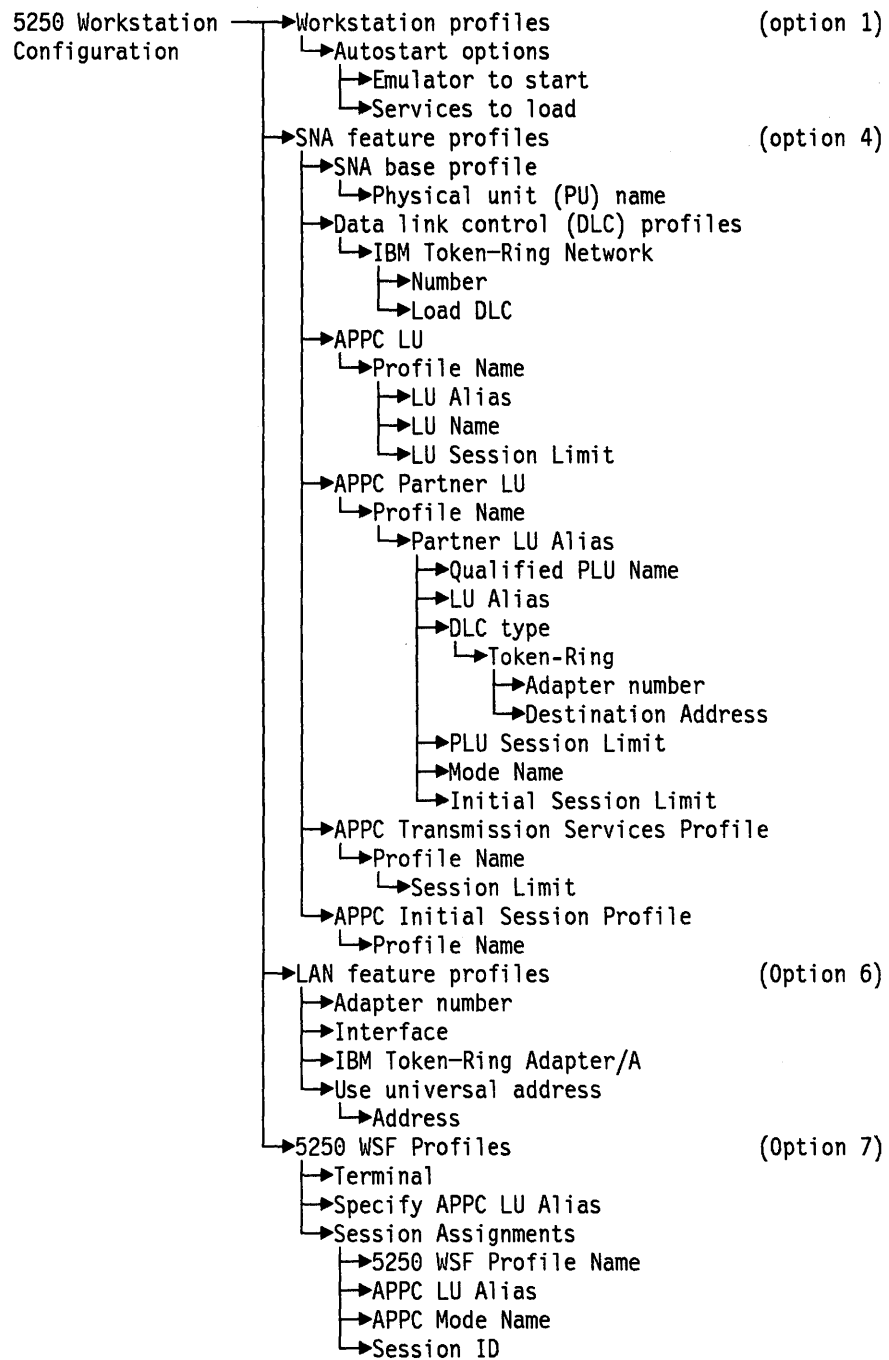 5250 Workstation Workstation profiles (option 1)
Configuration Autostart options
Emulator to start
Services to load
SNA feature profiles (option 4)
SNA base profile
Physical unit (PU) name
Data link control (DLC) profiles
IBM Token-Ring Network
Number
Load DLC
APPC LU
Profile Name
LU Alias
LU Name
LU Session Limit
APPC Partner LU
Profile Name
Partner LU Alias
Qualified PLU Name
LU Alias
DLC type
Token-Ring
Adapter number
Destination Address
PLU Session Limit
Mode Name
Initial Session Limit
APPC Transmission Services Profile
Profile Name
Session Limit
APPC Initial Session Profile
Profile Name
LAN feature profiles (Option 6)
Adapter number
Interface
IBM Token-Ring Adapter/A
Use universal address
Address
5250 WSF Profiles (Option 7)
Terminal
Specify APPC LU Alias
Session Assignments
5250 WSF Profile Name
APPC LU Alias
APPC Mode Name
Session ID